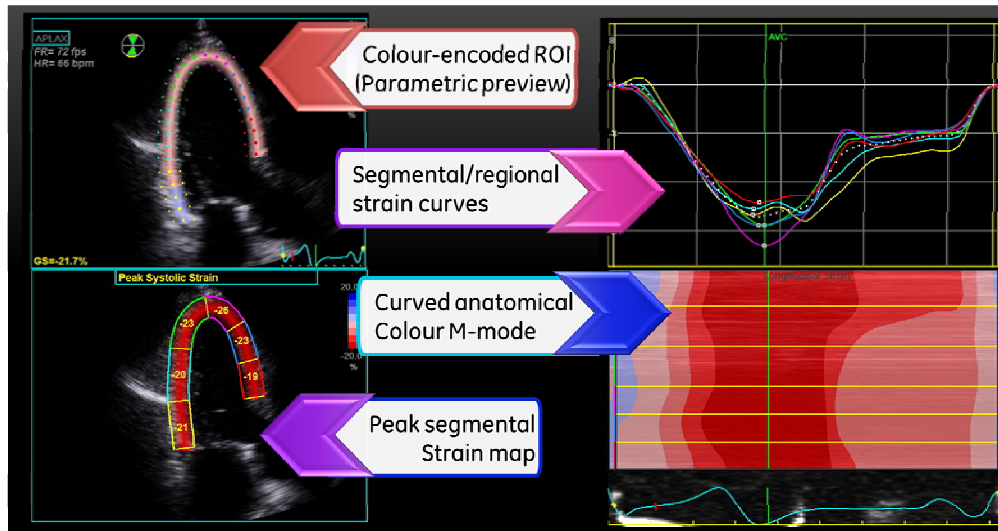 APLAX
FR= 72 fps
HR= 66 bpm
Colour-encoded ROI
(Parametric preview)
%
AVC
Segmental/regional
strain curves
GS=-21.7%
Peak Systolic Strain
20.0
-20.0
%
-23
-26
-23
-20
-19
-21
Curved anatomical
Colour M-mode
Peak segmental
Strain map